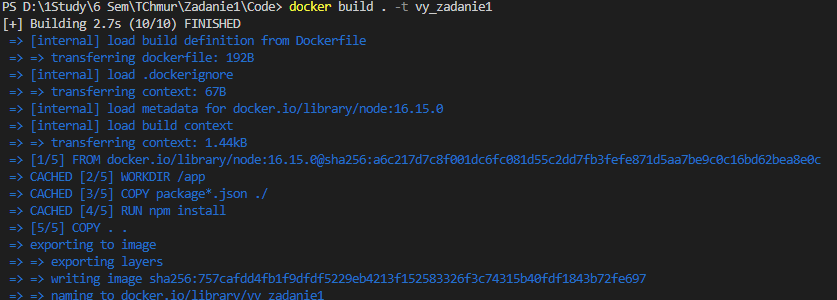 PS D:\1Study\6 Sem\TChmur\Zadanie1\Code> docker build . -t vy_zadanie1
[+] Building 2.7s (10/10) FINISHED
=> [internal] load build definition from Dockerfile
=> => transferring dockerfile: 192B
=> [internal] load .dockerignore
=> => transferring context: 67B
=> [internal] load metadata for docker.io/library/node:16.15.0
=> [internal] load build context
=> => transferring context: 1.44kB
=> [1/5] FROM docker.io/library/node:16.15.0@sha256:a6c217d7c8f001dc6fc081d55c2dd7fb3fefe871d5aa7be9c0c16bd62bea8e0c
=> CACHED [2/5] WORKDIR /app
=> CACHED [3/5] COPY package*.json ./
=> CACHED [4/5] RUN npm install
=> [5/5] COPY . .
=> exporting to image
=> => exporting layers
=> => writing image sha256:757cafdd4fb1f9dfdf5229eb4213f152583326f3c74315b40fdf1843b72fe697
=> => naming to docker.io/library/vy_zadanie1